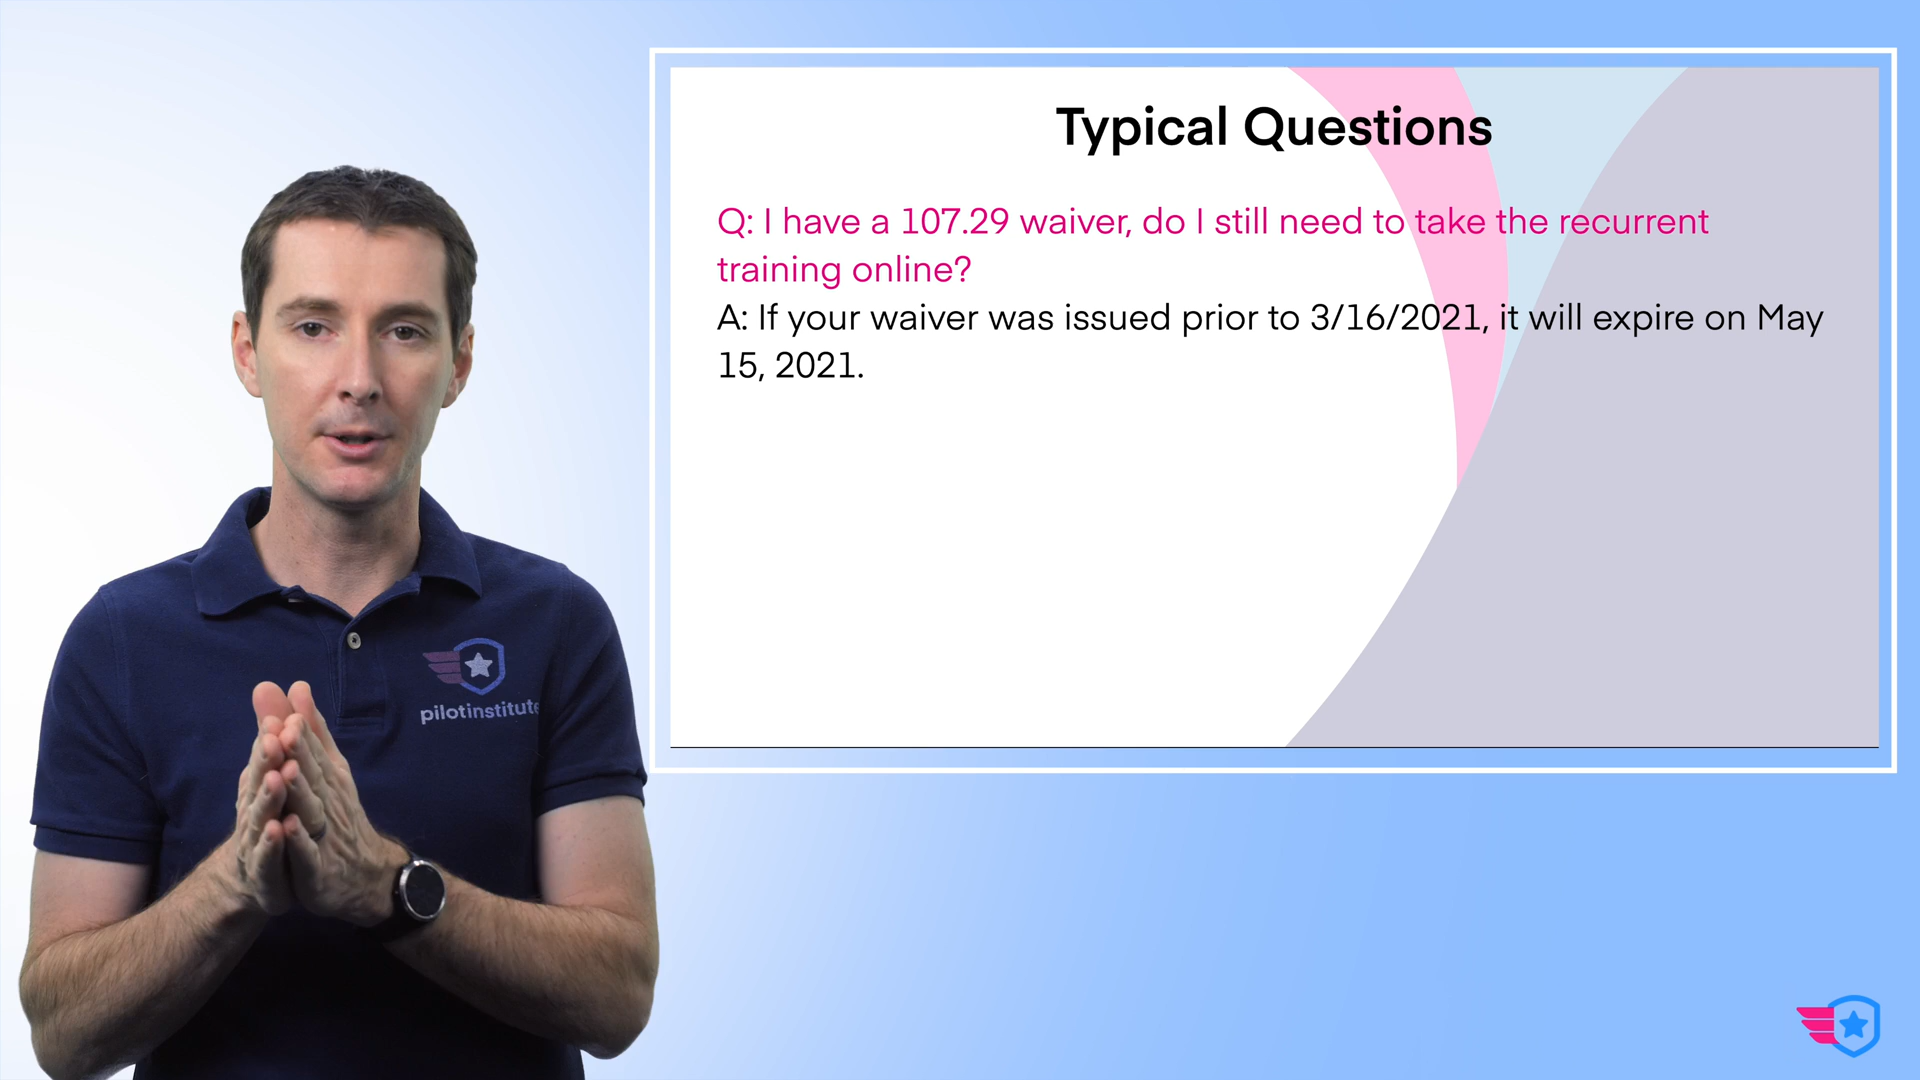 Typical Questions
Q: I have a 107.29 waiver, do I still need to take the recurrent
training online?
A: If your waiver was issued prior to 3/16/2021, it will expire on May
15, 2021.
pilotinstitute